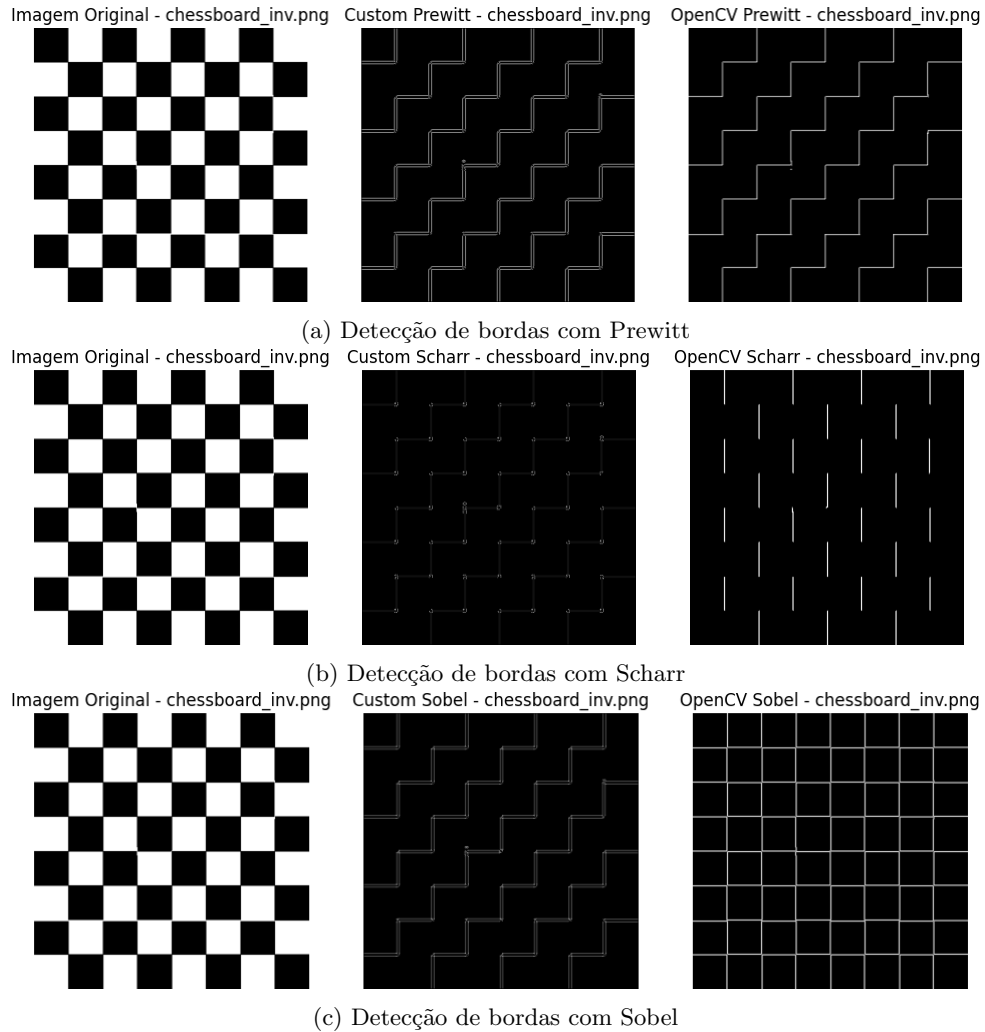 Imagem Original - chessboard_inv.png Custom Prewitt - chessboard_inv.png OpenCV Prewitt - chessboard_inv.png
(a) Detecção de bordas com Prewitt
Imagem Original - chessboard_inv.png Custom Scharr - chessboard_inv.png OpenCV Scharr - chessboard_inv.png
(b) Detecção de bordas com Scharr
Imagem Original - chessboard_inv.png Custom Sobel - chessboard_inv.png OpenCV Sobel - chessboard_inv.png
(c) Detecção de bordas com Sobel